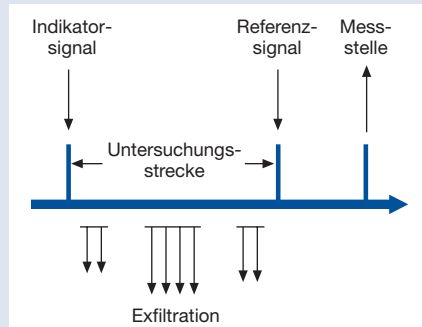 Indikator-
signal
Referenz-
signal
Mess-
stelle
Untersuchungs-
strecke
Exfiltration